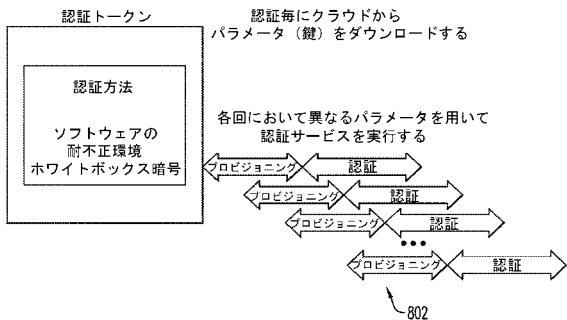 認証トークン
認証毎にクラウドから
パラメータ（鍵）をダウンロードする
認証方法
ソフトウェアの
耐不正環境
ホワイトボックス暗号
各回において異なるパラメータを用いて
認証サービスを実行する
プロビジョニング 認証
プロビジョニング 認証
プロビジョニング 認証
•••
プロビジョニング 認証
802